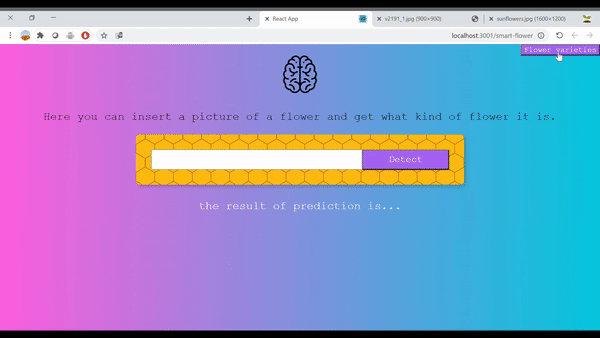 React App
v2191_1.jpg (900×900)
sunflowers.jpg (1600×1200)
localhost:3001/smart-flower
Flower varieties
Here you can insert a picture of a flower and get what kind of flower it is.
Detect
the result of prediction is...